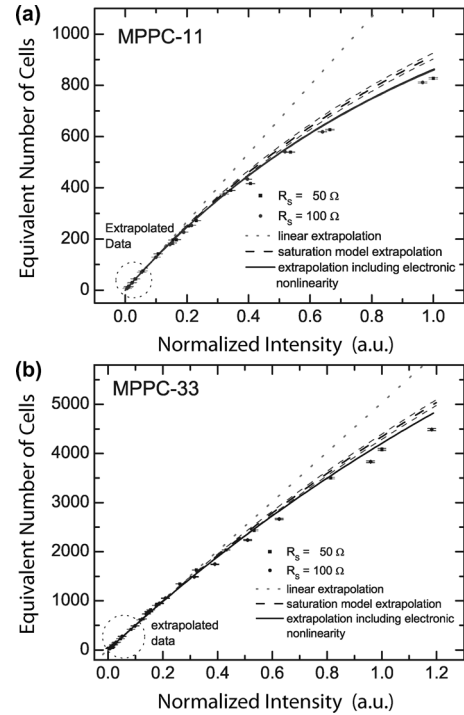 (a)
MPPC-11
Equivalent Number of Cells
1000
800
600
400
200
0
Extrapolated
Data
R_S = 50 Ω
R_S = 100 Ω
linear extrapolation
saturation model extrapolation
extrapolation including electronic
nonlinearity
0.0 0.2 0.4 0.6 0.8 1.0
Normalized Intensity (a.u.)
(b)
MPPC-33
Equivalent Number of Cells
5000
4000
3000
2000
1000
0
extrapolated
data
R_S = 50 Ω
R_S = 100 Ω
linear extrapolation
saturation model extrapolation
extrapolation including electronic
nonlinearity
0.0 0.2 0.4 0.6 0.8 1.0 1.2
Normalized Intensity (a.u.)